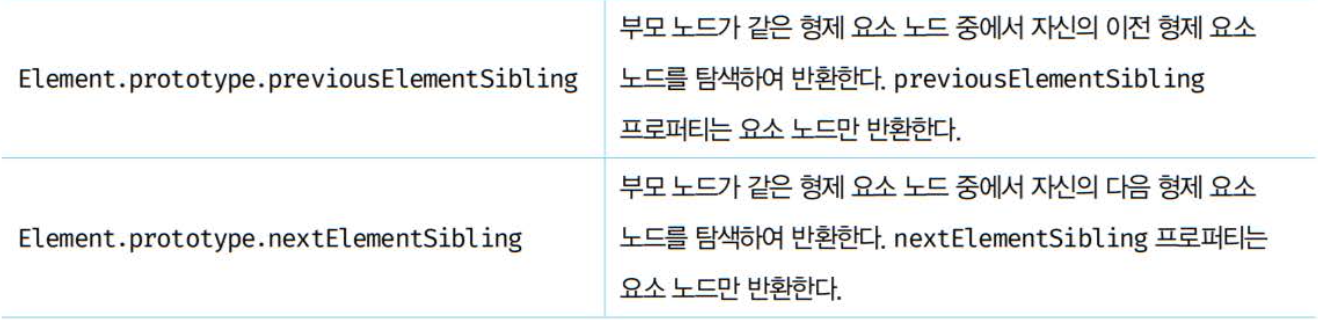 Element.prototype.previousElementSibling
부모 노드가 같은 형제 요소 노드 중에서 자신의 이전 형제 요소
노드를 탐색하여 반환한다. previousElementSibling
프로퍼티는 요소 노드만 반환한다.
Element.prototype.nextElementSibling
부모 노드가 같은 형제 요소 노드 중에서 자신의 다음 형제 요소
노드를 탐색하여 반환한다. nextElementSibling 프로퍼티는
요소 노드만 반환한다.